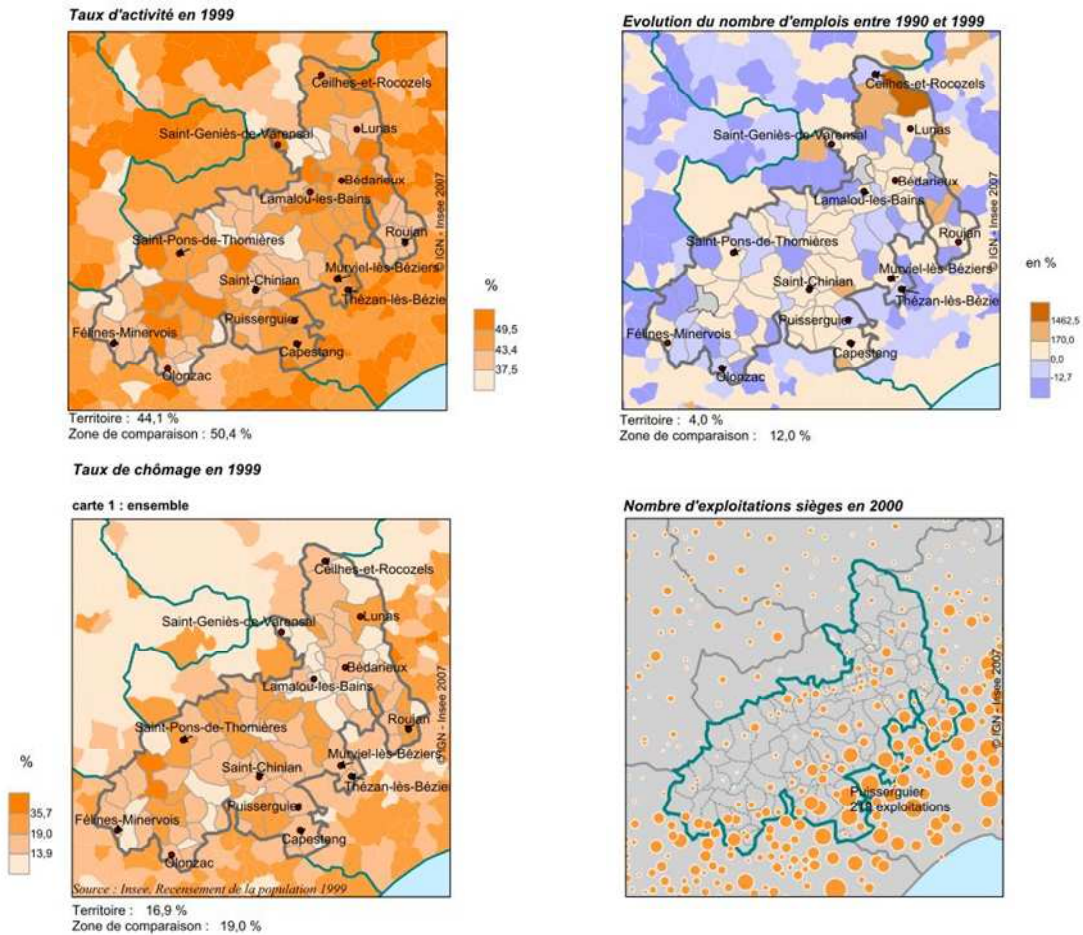 Taux d'activité en 1999
Ceilhes-et-Rocozels
Saint-Geniès-de-Varensal
Lunas
Bédarieux
Lamalou-les-Bains
Saint-Pons-de-Thomières
Roujan
Murviel-lès-Béziers
Saint-Chinian
Thézan-lès-Bézie
Puisserguier
Félines-Minervois
Capestang
Olonzac
© IGN - Insee 2007
%
49,5
43,4
37,5
Territoire : 44,1 %
Zone de comparaison : 50,4 %
Evolution du nombre d'emplois entre 1990 et 1999
Ceilhes-et-Rocozels
Saint-Geniès-de-Varensal
Lunas
Bédarieux
Lamalou-les-Bains
Saint-Pons-de-Thomières
Roujan
Murviel-lès-Béziers
Saint-Chinian
Thézan-lès-Bézie
Puisserguier
Félines-Minervois
Capestang
Olonzac
© IGN - Insee 2007
en %
1462,5
170,0
0,0
-12,7
Territoire : 4,0 %
Zone de comparaison : 12,0 %
Taux de chômage en 1999
carte 1 : ensemble
Ceilhes-et-Rocozels
Saint-Geniès-de-Varensal
Lunas
Bédarieux
Lamalou-les-Bains
Saint-Pons-de-Thomières
Roujan
Murviel-lès-Béziers
Saint-Chinian
Thézan-lès-Bézie
Puisserguier
Félines-Minervois
Capestang
Olonzac
© IGN - Insee 2007
%
35,7
19,0
13,9
Source : Insee. Recensement de la population 1999
Territoire : 16,9 %
Zone de comparaison : 19,0 %
Nombre d'exploitations sièges en 2000
© IGN - Insee 2007
Puisserguier
exploitations